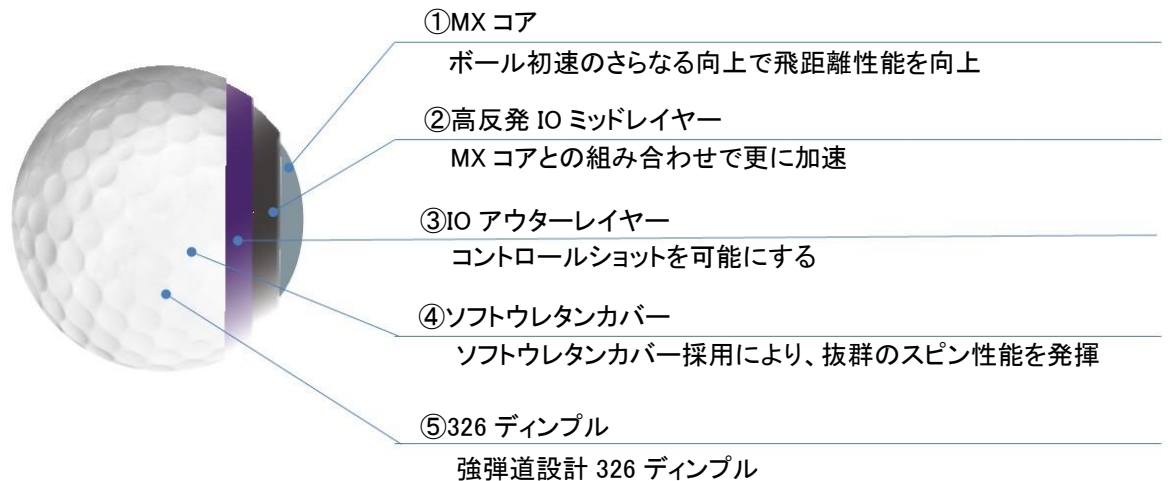 ①MX コア
ボール初速のさらなる向上で飛距離性能を向上
②高反発 IO ミッドレイヤー
MX コアとの組み合わせで更に加速
③IO アウターレイヤー
コントロールショットを可能にする
④ソフトウレタンカバー
ソフトウレタンカバー採用により、抜群のスピン性能を発揮
⑤326 ディンプル
強弾道設計 326 ディンプル